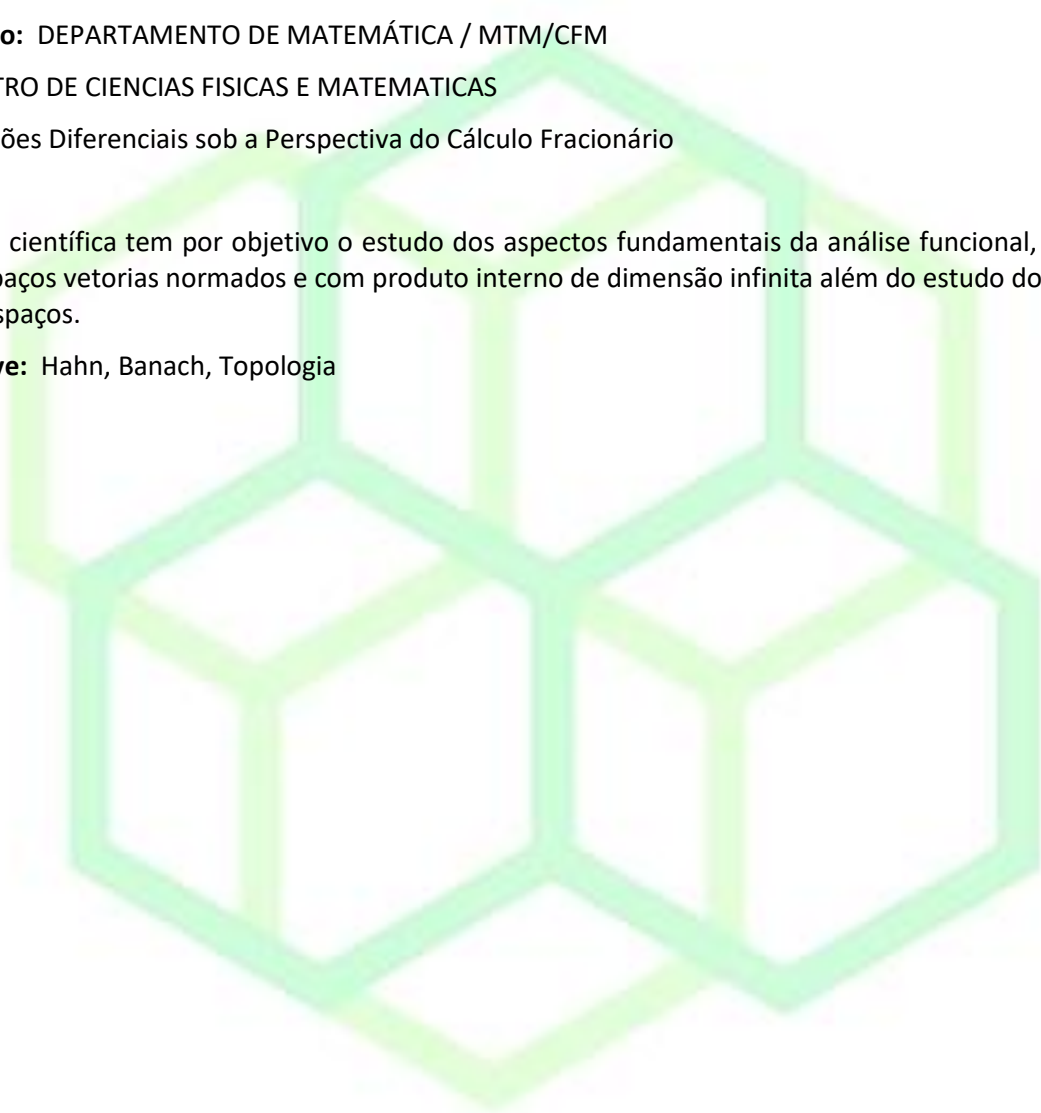 o: DEPARTAMENTO DE MATEMÁTICA / MTM/CFM
TRO DE CIENCIAS FISICAS E MATEMATICAS
ões Diferenciais sob a Perspectiva do Cálculo Fracionário
científica tem por objetivo o estudo dos aspectos fundamentais da análise funcional,
paços vetorias normados e com produto interno de dimensão infinita além do estudo do
spaços.
ve: Hahn, Banach, Topologia